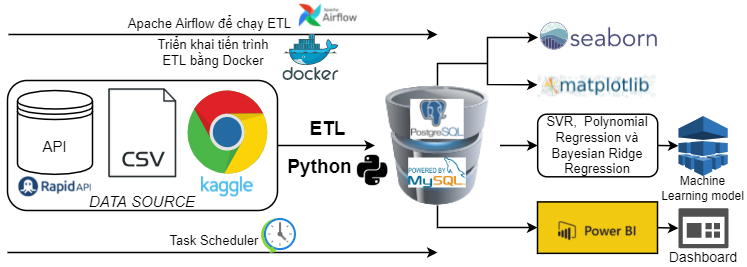 Apache Airflow để chạy ETL
Apache
Airflow
Triển khai tiến trình
ETL bằng Docker
docker
seaborn
matplotlib
API
CSV
RapidAPI
kaggle
DATA SOURCE
ETL
Python
PostgreSQL
POWERED BY
MySQL
SVR, Polynomial
Regression và
Bayesian Ridge
Regression
Machine
Learning model
Power BI
Dashboard
Task Scheduler